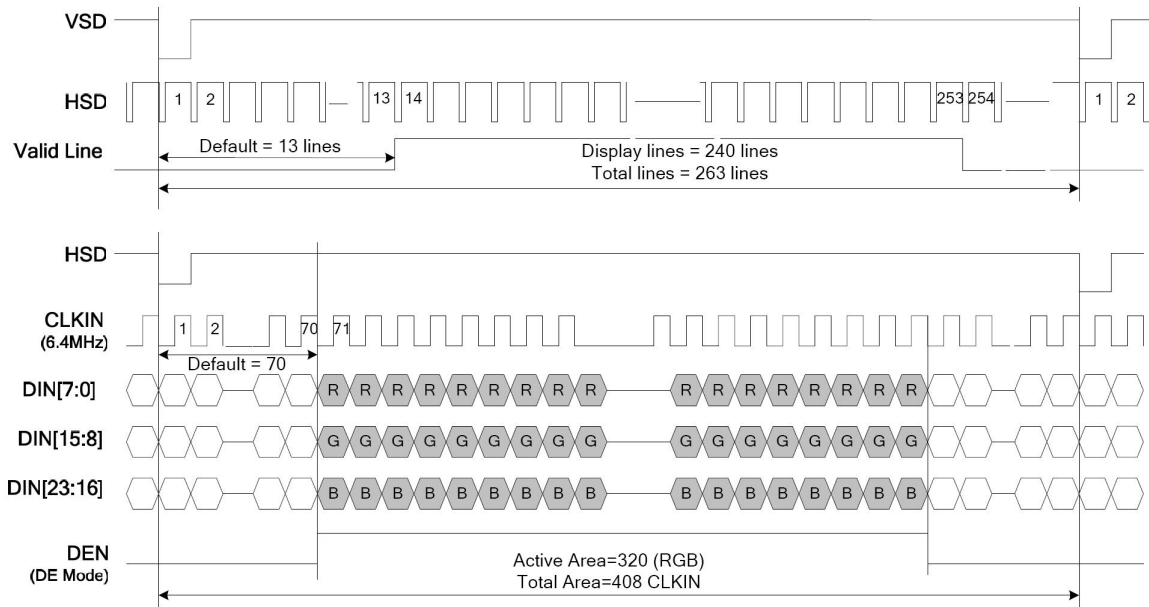 VSD
HSD 1 2 13 14 253 254 1 2
Valid Line
Default = 13 lines
Display lines = 240 lines
Total lines = 263 lines
HSD
CLKIN 1 2 70 71
(6.4MHz)
Default = 70
DIN[7:0] R R R R R R R R R R R R R R R R R
DIN[15:8] G G G G G G G G G G G G G G G G G
DIN[23:16] B B B B B B B B B B B B B B B B B
DEN
(DE Mode)
Active Area=320 (RGB)
Total Area=408 CLKIN